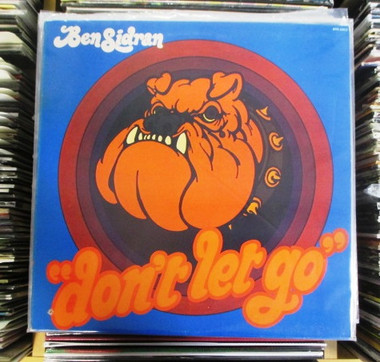 Ben Sidran
"don't let go"